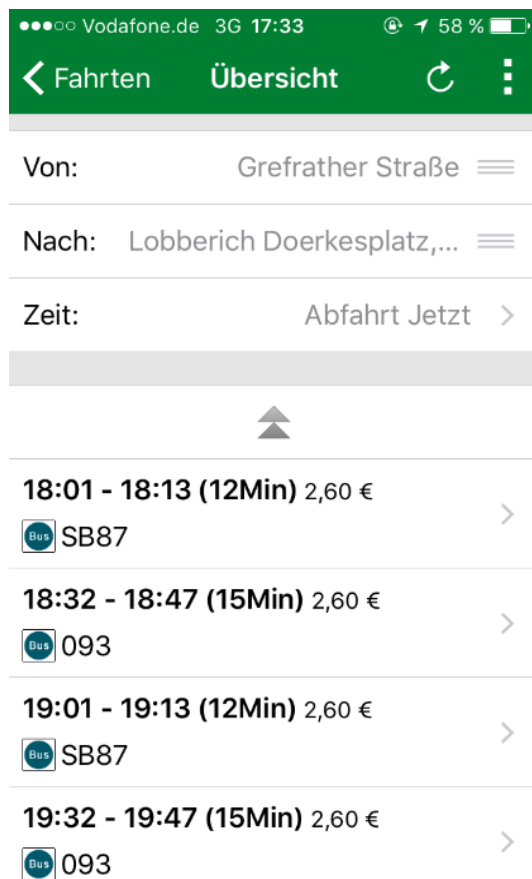 Vodafone.de 3G 17:33 58 %
Fahrten Übersicht
Von: Grefrather Straße
Nach: Lobberich Doerkesplatz,...
Zeit: Abfahrt Jetzt
18:01 - 18:13 (12Min) 2,60 €
Bus SB87
18:32 - 18:47 (15Min) 2,60 €
Bus 093
19:01 - 19:13 (12Min) 2,60 €
Bus SB87
19:32 - 19:47 (15Min) 2,60 €
Bus 093